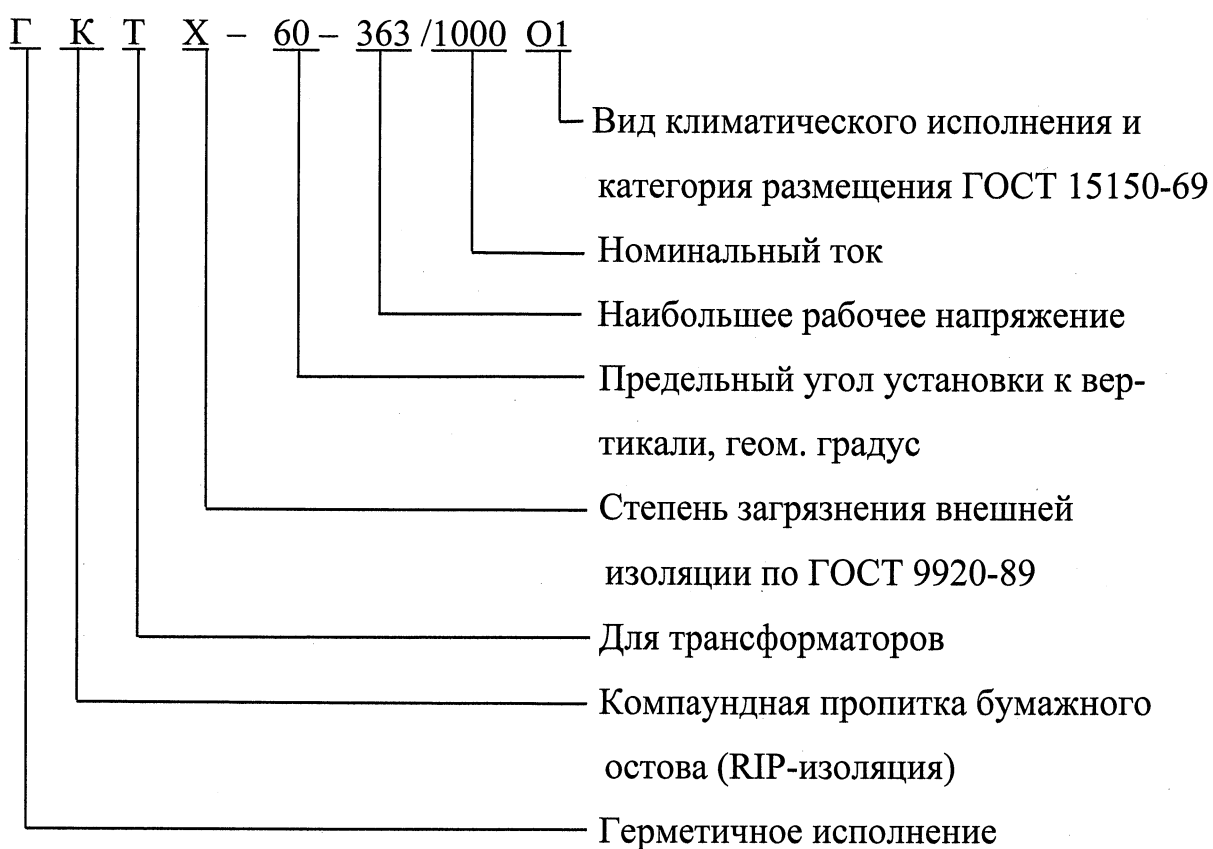 Г К Т Х – 60 – 363 /1000 О1
Вид климатического исполнения и
категория размещения ГОСТ 15150-69
Номинальный ток
Наибольшее рабочее напряжение
Предельный угол установки к вер-
тикали, геом. градус
Степень загрязнения внешней
изоляции по ГОСТ 9920-89
Для трансформаторов
Компаундная пропитка бумажного
остова (RIP-изоляция)
Герметичное исполнение